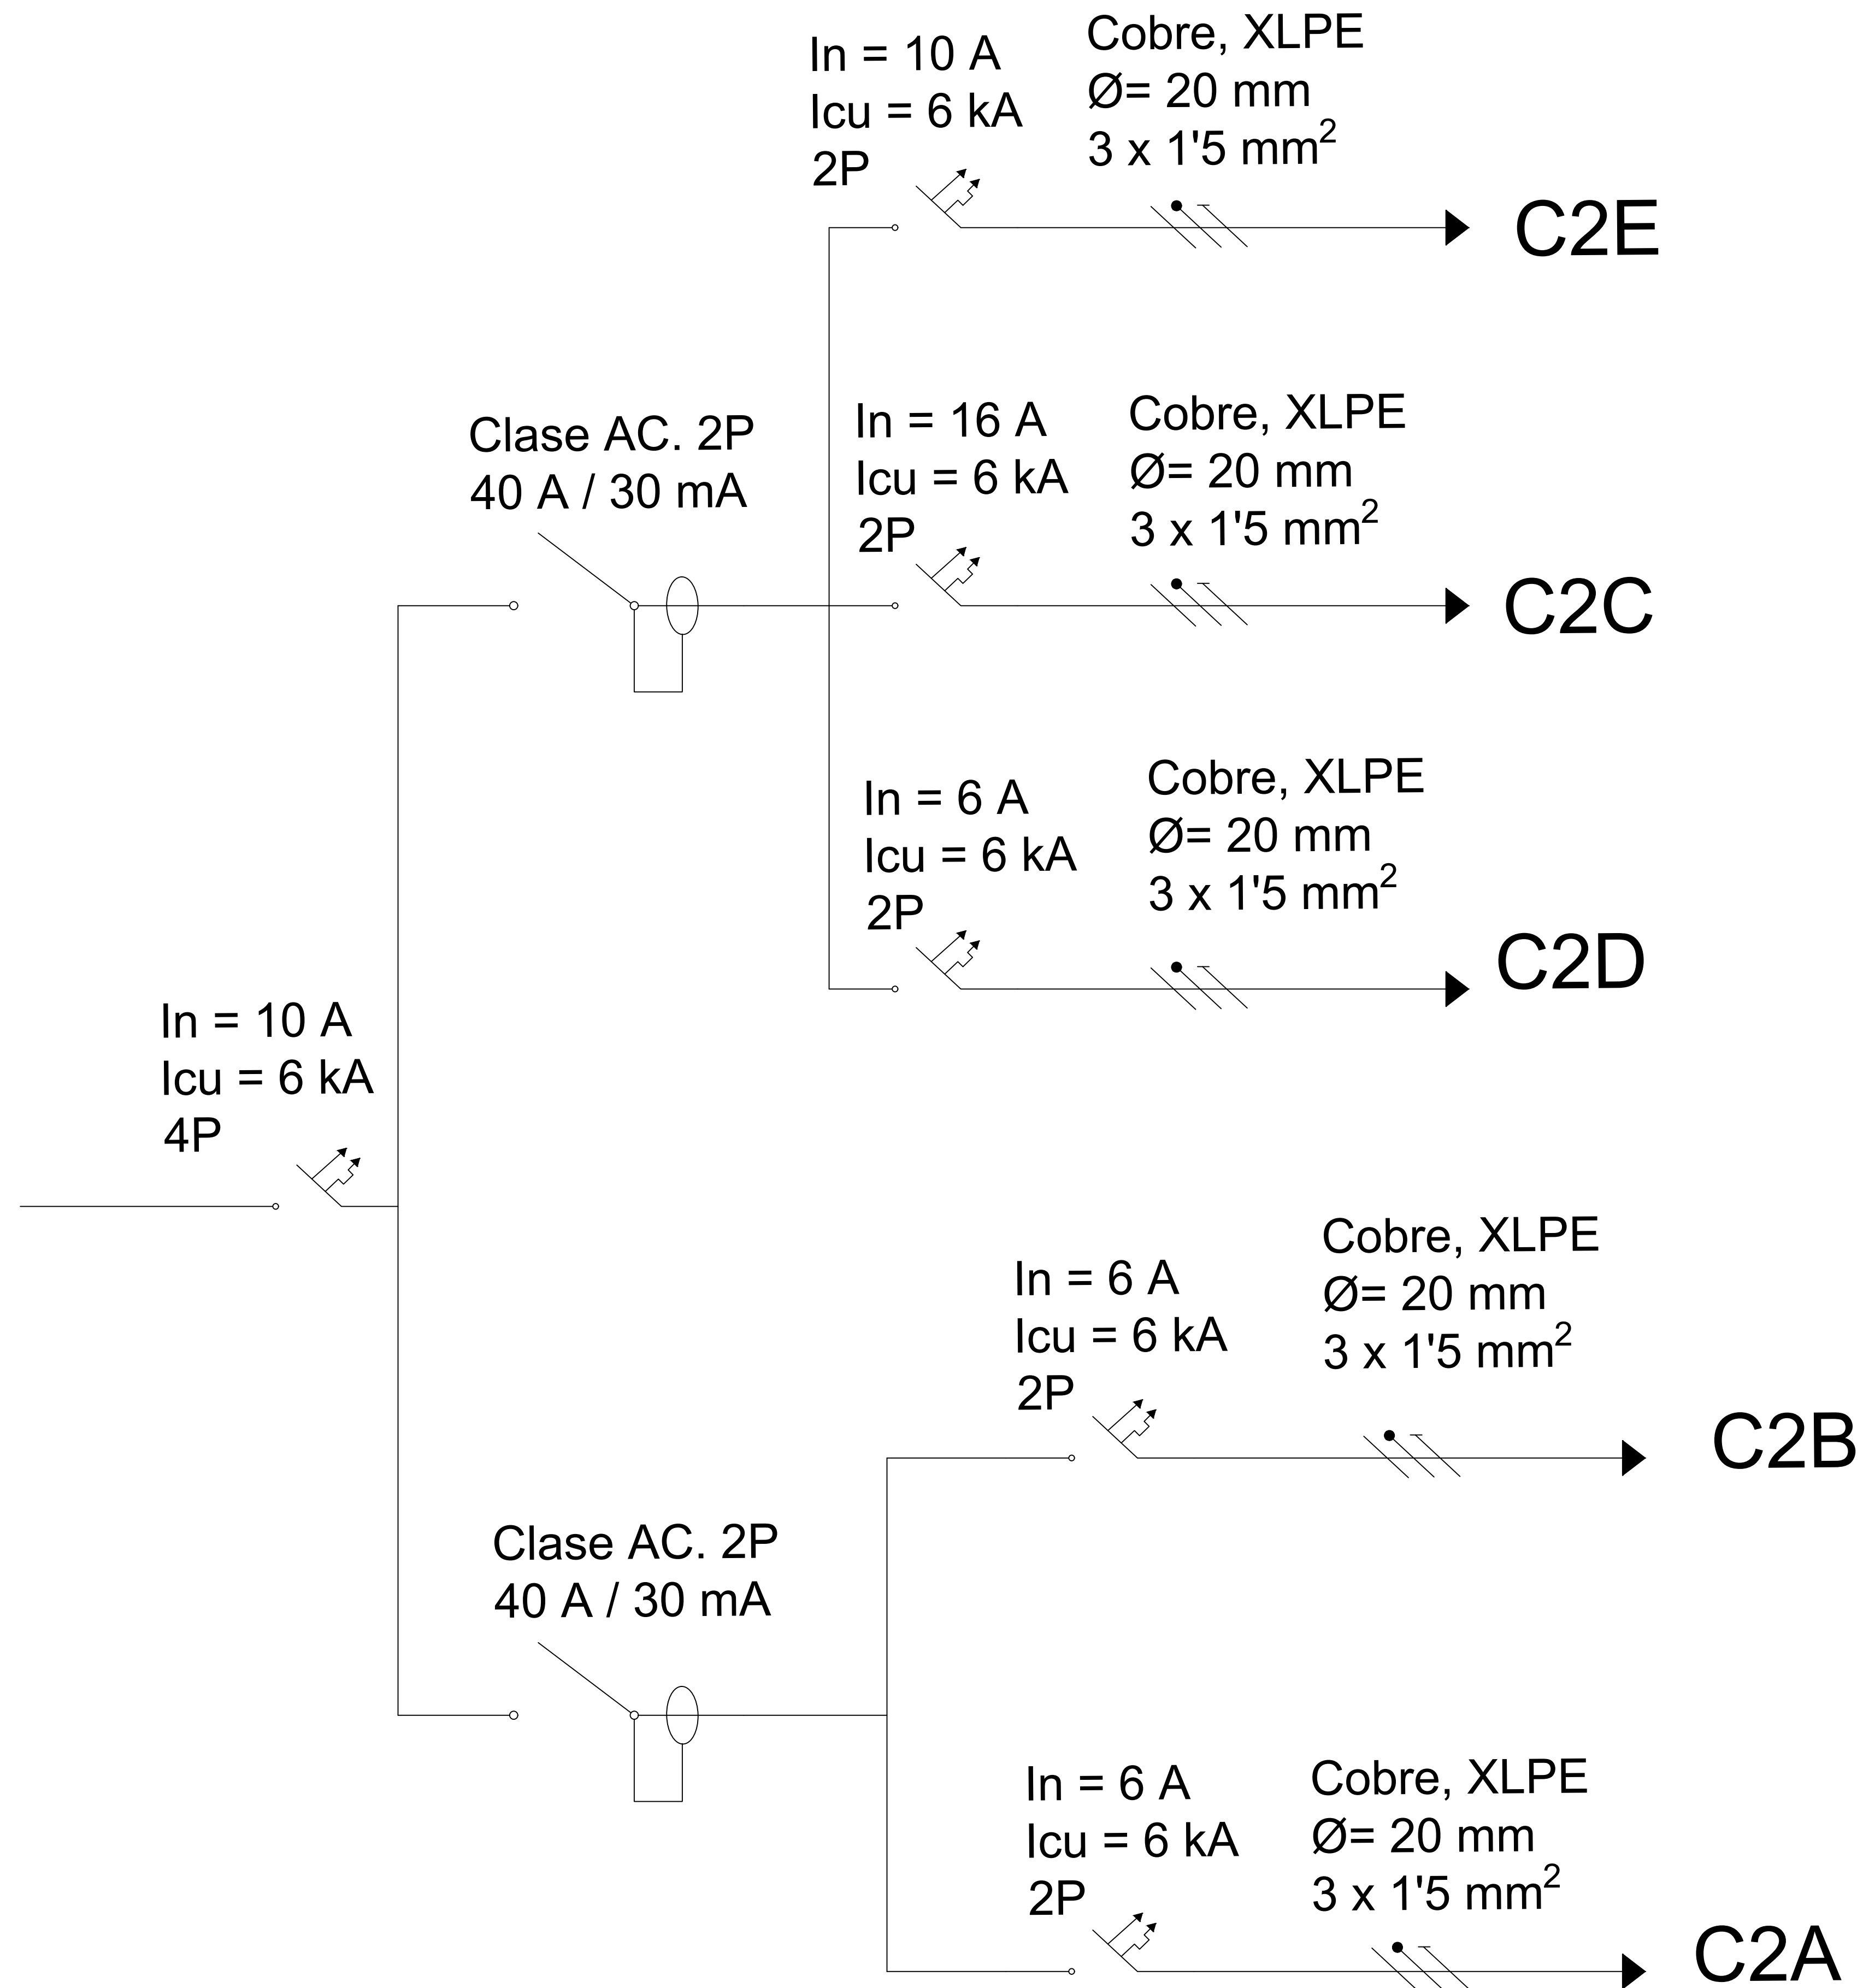 In = 10 A
Icu = 6 kA
2P
Cobre, XLPE
Ø= 20 mm
3 x 1'5 mm²
C2E
Clase AC. 2P
40 A / 30 mA
In = 16 A
Icu = 6 kA
2P
Cobre, XLPE
Ø= 20 mm
3 x 1'5 mm²
C2C
In = 6 A
Icu = 6 kA
2P
Cobre, XLPE
Ø= 20 mm
3 x 1'5 mm²
C2D
In = 10 A
Icu = 6 kA
4P
In = 6 A
Icu = 6 kA
2P
Cobre, XLPE
Ø= 20 mm
3 x 1'5 mm²
C2B
Clase AC. 2P
40 A / 30 mA
In = 6 A
Icu = 6 kA
2P
Cobre, XLPE
Ø= 20 mm
3 x 1'5 mm²
C2A